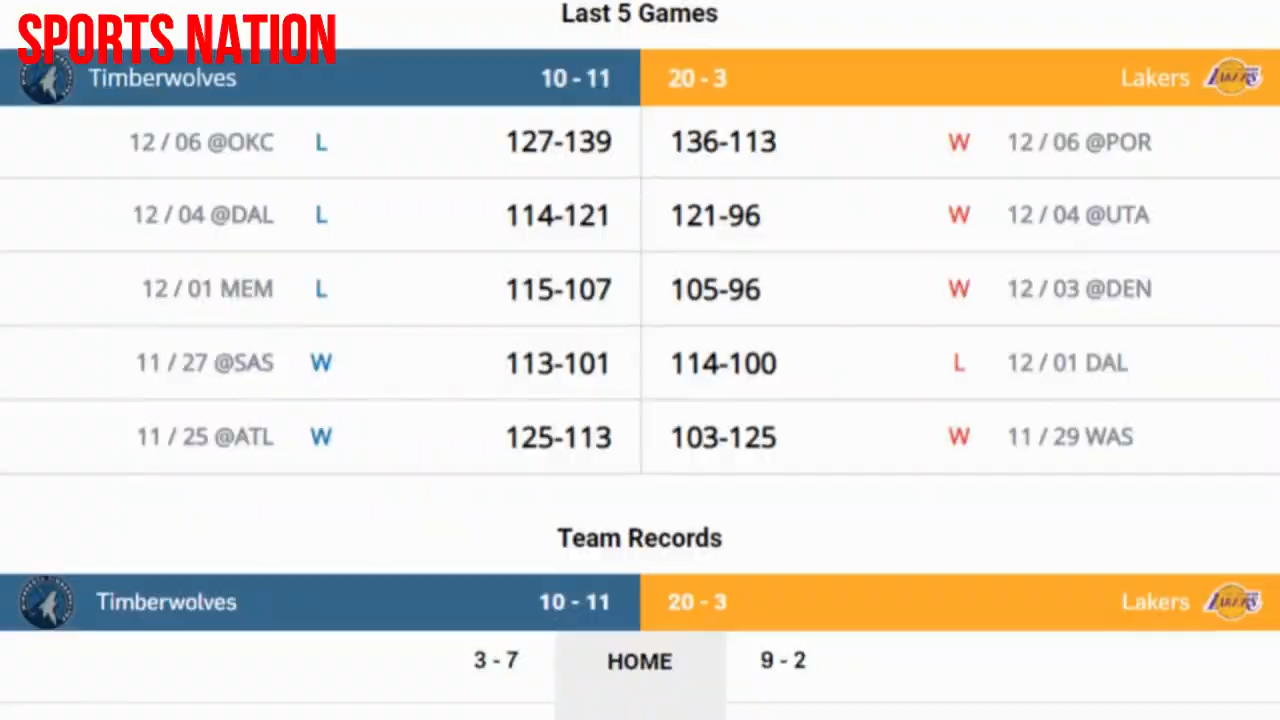 Last 5 Games
SPORTS NATION
Timberwolves 10 - 11 20 - 3 Lakers LAKERS
12 / 06 @OKC L 127-139 136-113 W 12 / 06 @POR
12 / 04 @DAL L 114-121 121-96 W 12 / 04 @UTA
12 / 01 MEM L 115-107 105-96 W 12 / 03 @DEN
11 / 27 @SAS W 113-101 114-100 L 12 / 01 DAL
11 / 25 @ATL W 125-113 103-125 W 11 / 29 WAS
Team Records
Timberwolves 10 - 11 20 - 3 Lakers LAKERS
3 - 7 HOME 9 - 2